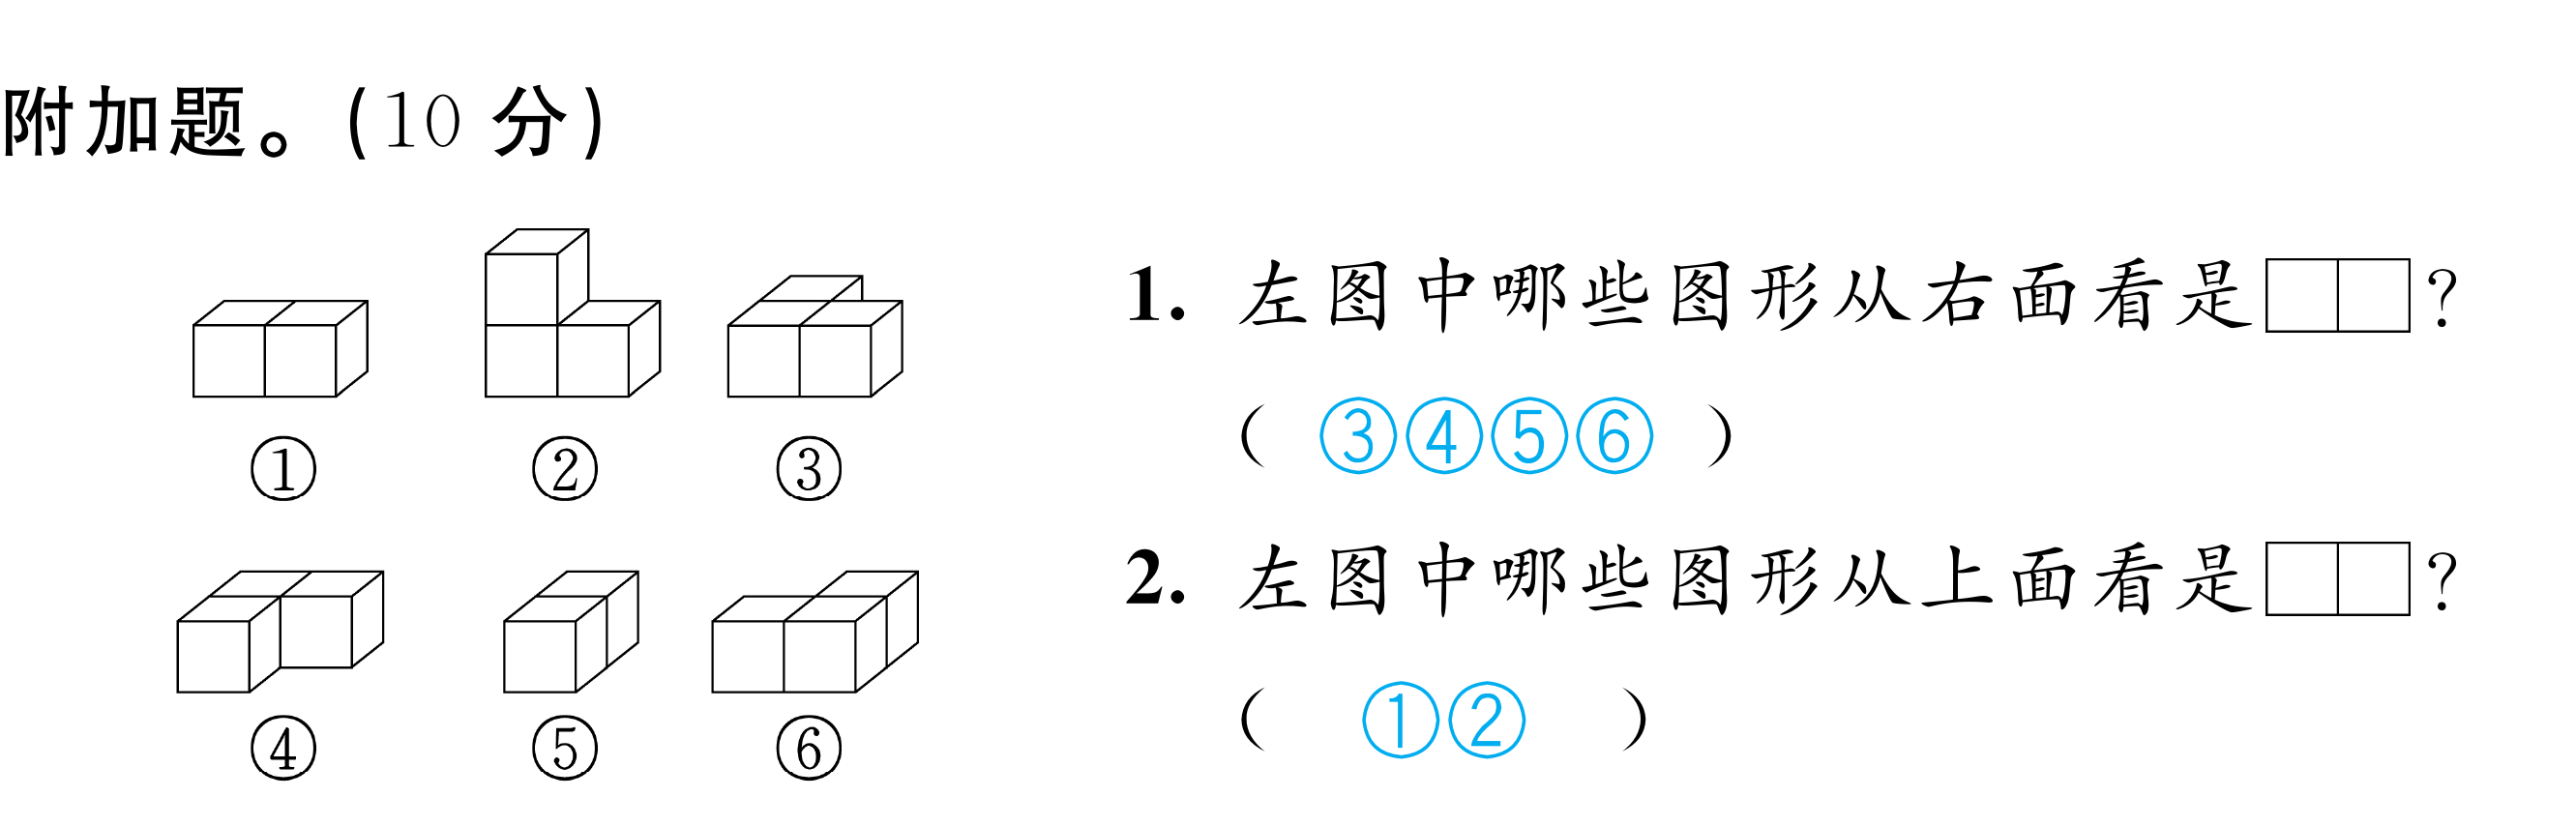 附加题。(10 分)
① ② ③
④ ⑤ ⑥
1. 左图中哪些图形从右面看是?
( ③④⑤⑥ )
2. 左图中哪些图形从上面看是?
( ①② )